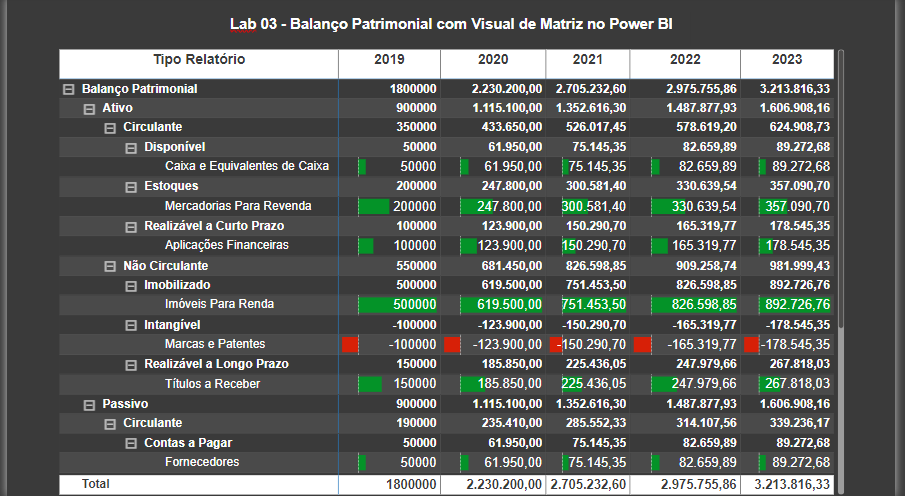 Lab 03 - Balanço Patrimonial com Visual de Matriz no Power BI
Tipo Relatório 2019 2020 2021 2022 2023
Balanço Patrimonial 1800000 2.230.200,00 2.705.232,60 2.975.755,86 3.213.816,33
Ativo 900000 1.115.100,00 1.352.616,30 1.487.877,93 1.606.908,16
Circulante 350000 433.650,00 526.017,45 578.619,20 624.908,73
Disponível 50000 61.950,00 75.145,35 82.659,89 89.272,68
Caixa e Equivalentes de Caixa 50000 61.950,00 75.145,35 82.659,89 89.272,68
Estoques 200000 247.800,00 300.581,40 330.639,54 357.090,70
Mercadorias Para Revenda 200000 247.800,00 300.581,40 330.639,54 357.090,70
Realizável a Curto Prazo 100000 123.900,00 150.290,70 165.319,77 178.545,35
Aplicações Financeiras 100000 123.900,00 150.290,70 165.319,77 178.545,35
Não Circulante 550000 681.450,00 826.598,85 909.258,74 981.999,43
Imobilizado 500000 619.500,00 751.453,50 826.598,85 892.726,76
Imóveis Para Renda 500000 619.500,00 751.453,50 826.598,85 892.726,76
Intangível -100000 -123.900,00 -150.290,70 -165.319,77 -178.545,35
Marcas e Patentes -100000 -123.900,00 -150.290,70 -165.319,77 -178.545,35
Realizável a Longo Prazo 150000 185.850,00 225.436,05 247.979,66 267.818,03
Títulos a Receber 150000 185.850,00 225.436,05 247.979,66 267.818,03
Passivo 900000 1.115.100,00 1.352.616,30 1.487.877,93 1.606.908,16
Circulante 190000 235.410,00 285.552,33 314.107,56 339.236,17
Contas a Pagar 50000 61.950,00 75.145,35 82.659,89 89.272,68
Fornecedores 50000 61.950,00 75.145,35 82.659,89 89.272,68
Total 1800000 2.230.200,00 2.705.232,60 2.975.755,86 3.213.816,33